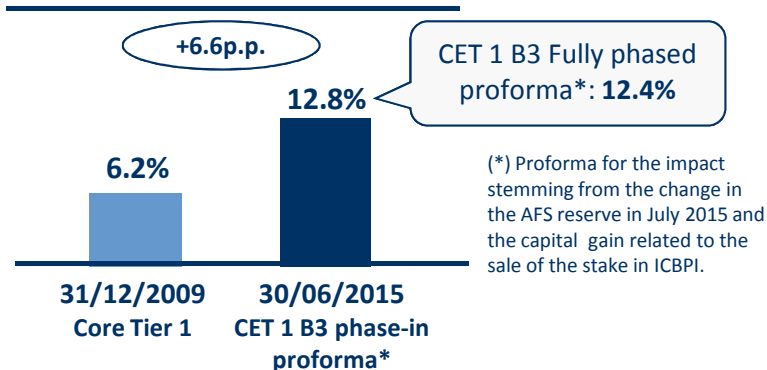 +6.6p.p.
CET 1 B3 Fully phased
proforma*: 12.4%
12.8%
6.2%
(*) Proforma for the impact
stemming from the change in
the AFS reserve in July 2015 and
the capital gain related to the
sale of the stake in ICBPI.
31/12/2009
Core Tier 1
30/06/2015
CET 1 B3 phase-in
proforma*